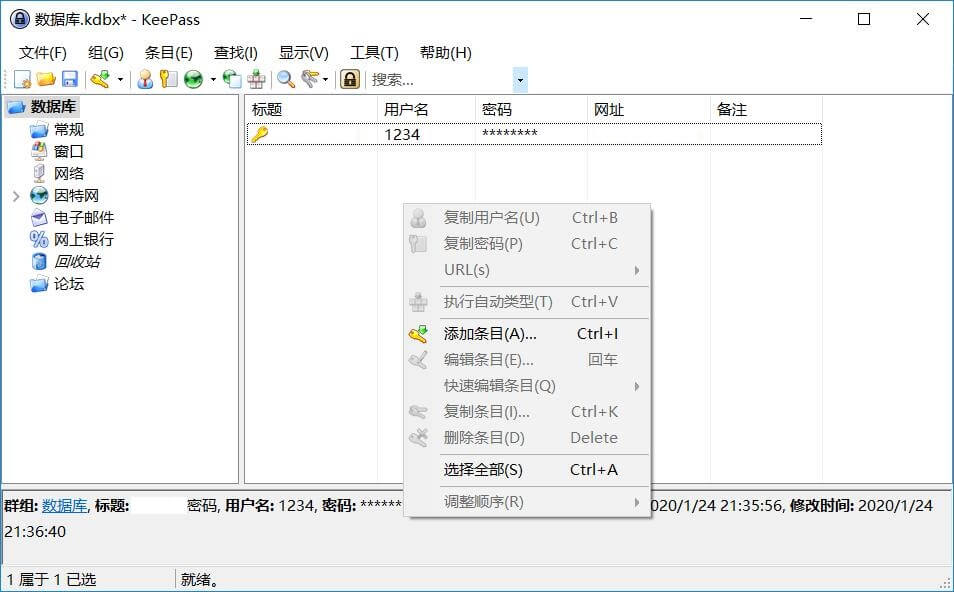 数据库.kdbx* - KeePass
文件(F) 组(G) 条目(E) 查找(I) 显示(V) 工具(T) 帮助(H)
搜索...
数据库
常规
窗口
网络
因特网
电子邮件
网上银行
回收站
论坛
标题 用户名 密码 网址 备注
1234 ********
复制用户名(U) Ctrl+B
复制密码(P) Ctrl+C
URL(s)
执行自动类型(T) Ctrl+V
添加条目(A)... Ctrl+I
编辑条目(E)... 回车
快速编辑条目(Q)
复制条目(I)... Ctrl+K
删除条目(D) Delete
选择全部(S) Ctrl+A
调整顺序(R)
群组: 数据库, 标题: 密码, 用户名: 1234, 密码: ****** 020/1/24 21:35:56, 修改时间: 2020/1/24
21:36:40
1 属于 1 已选 就绪。